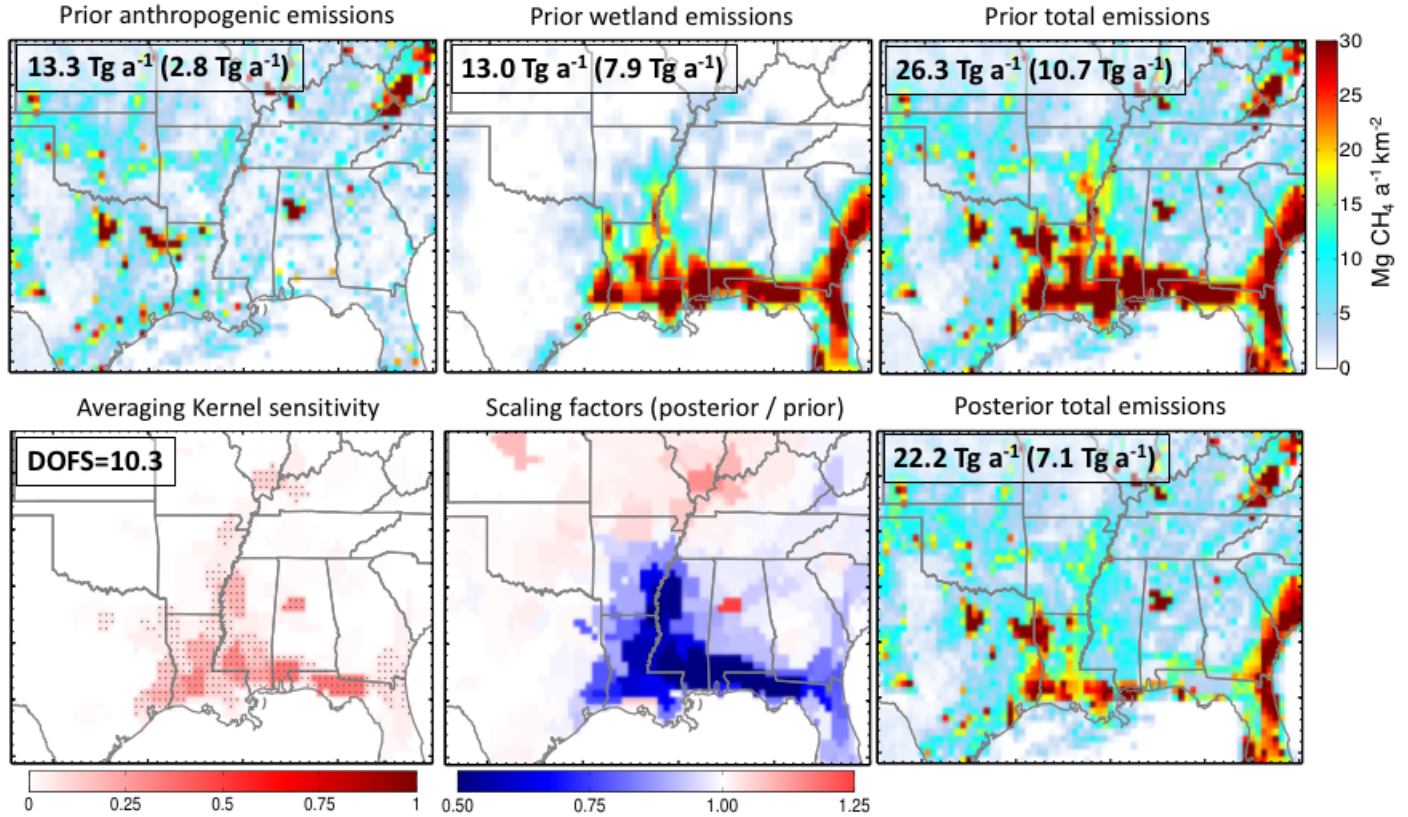 Prior anthropogenic emissions
Prior wetland emissions
Prior total emissions
13.3 Tg a⁻¹ (2.8 Tg a⁻¹)
13.0 Tg a⁻¹ (7.9 Tg a⁻¹)
26.3 Tg a⁻¹ (10.7 Tg a⁻¹)
30
25
20
15
10
5
0
Mg CH₄ a⁻¹ km⁻²
Averaging Kernel sensitivity
Scaling factors (posterior / prior)
Posterior total emissions
DOFS=10.3
22.2 Tg a⁻¹ (7.1 Tg a⁻¹)
0 0.25 0.5 0.75 1
0.50 0.75 1.00 1.25